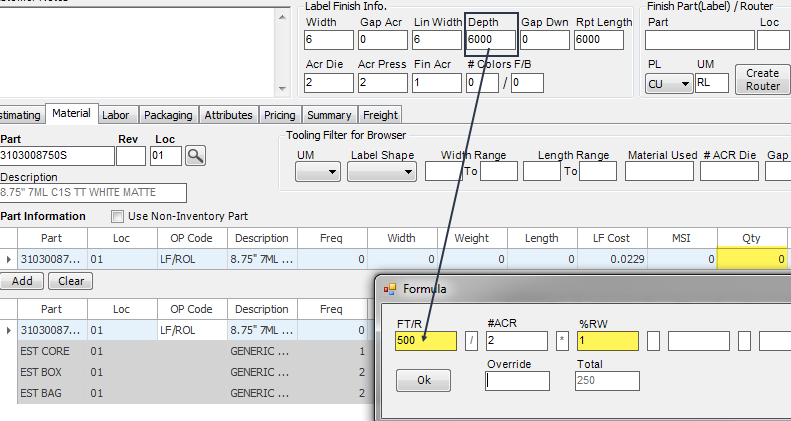 Label Finish Info.
Finish Part(Label) / Router
Width Gap Acr Lin Width Depth Gap Dwn Rpt Length
Part Loc
6 0 6 6000 0 6000
Acr Die Acr Press Fin Acr # Colors F/B
PL UM
2 2 1 0 / 0
CU RL
Create Router
Material Labor Packaging Attributes Pricing Summary Freight
Part Rev Loc
Tooling Filter for Browser
3103008750S 01
UM Label Shape Width Range Length Range Material Used # ACR Die Gap
To To
Description
8.75" 7ML C1S TT WHITE MATTE
Part Information Use Non-Inventory Part
Part Loc OP Code Description Freq Width Weight Length LF Cost MSI Qty
31030087... 01 LF/ROL 8.75" 7ML ... 0 0 0 0 0.0229 0 0
Add Clear
Formula
Part Loc OP Code Description Freq
31030087... 01 LF/ROL 8.75" 7ML ... 0
EST CORE 01 GENERIC ... 1
EST BOX 01 GENERIC ... 2
EST BAG 01 GENERIC ... 2
FT/R #ACR %RW
500 / 2 * 1
Override Total
Ok 250